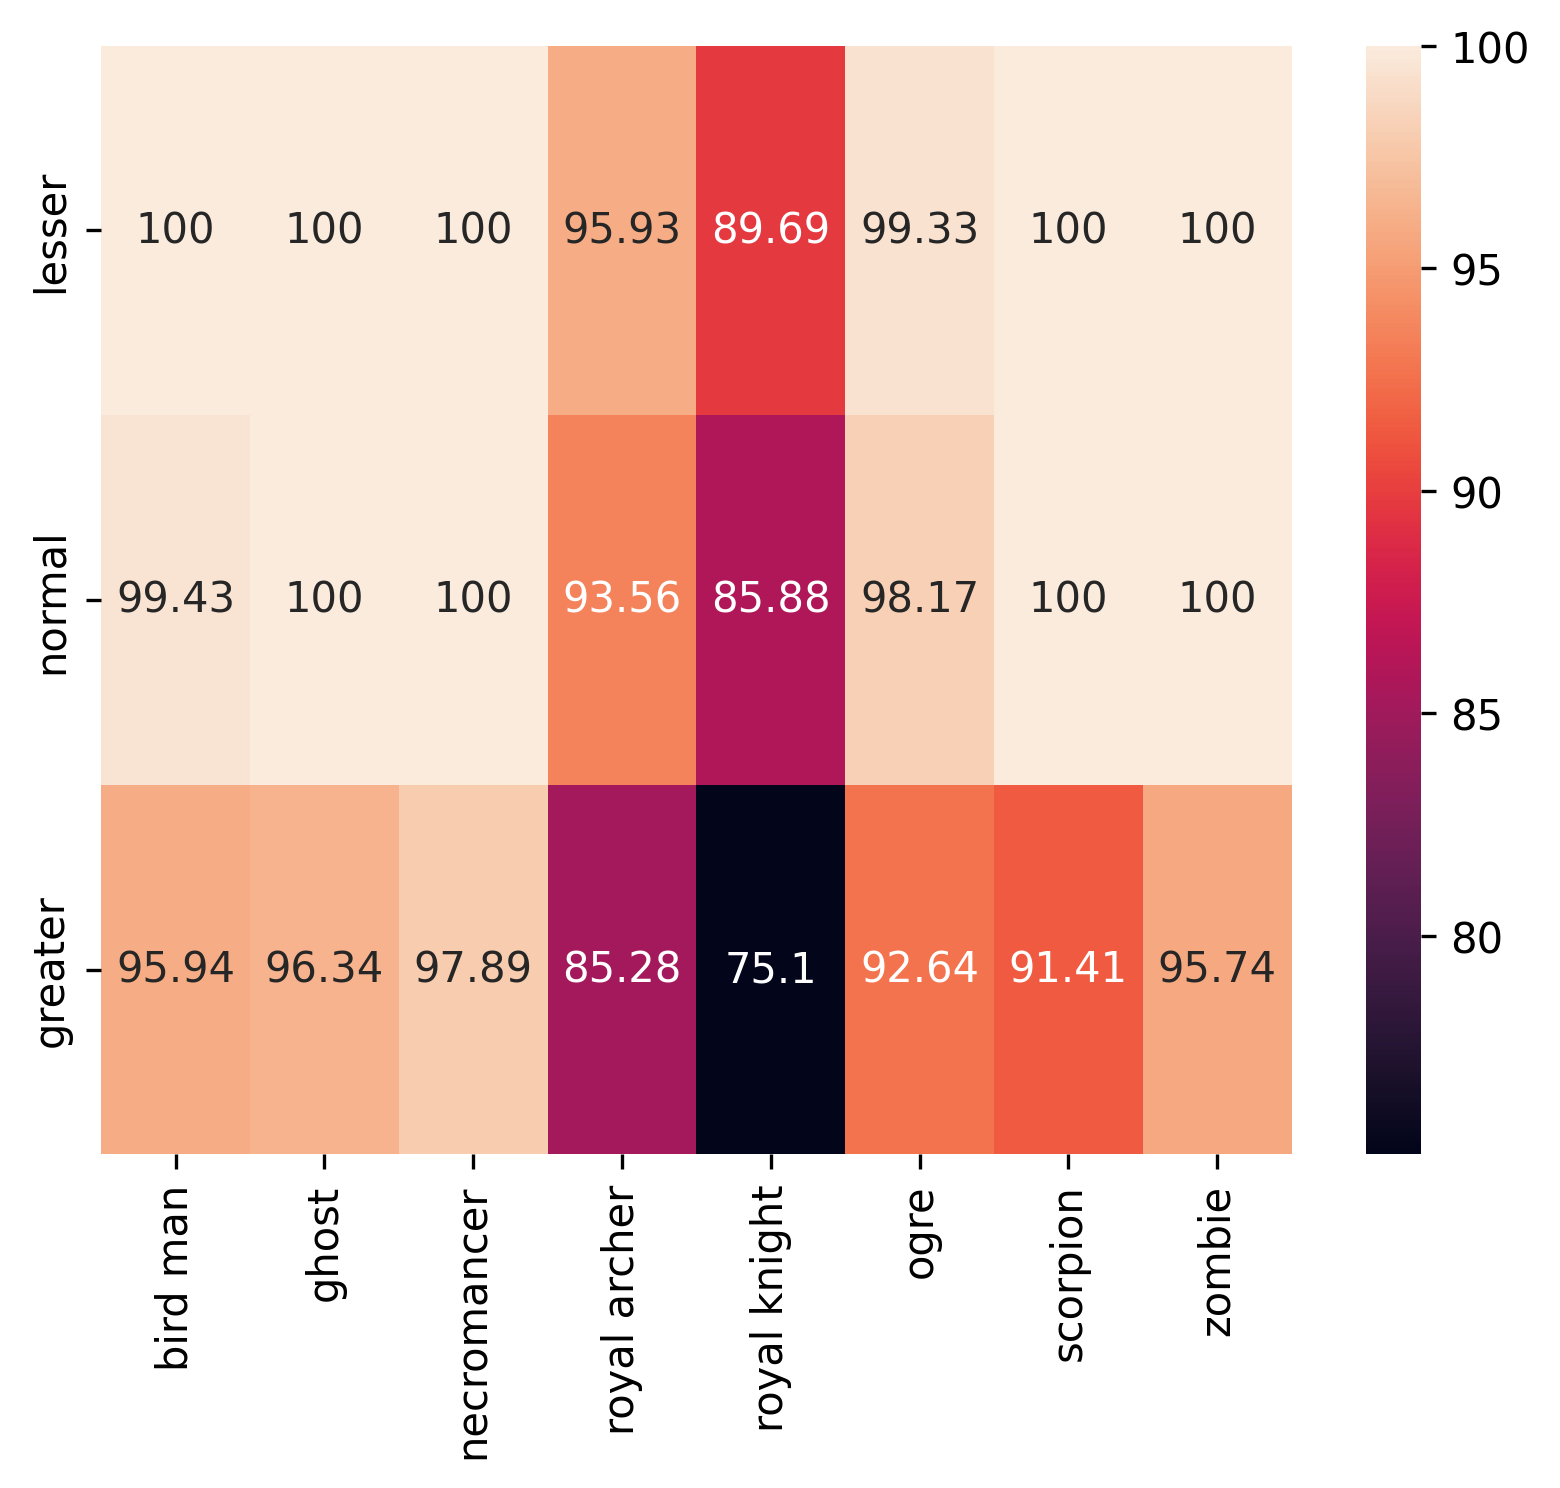 lesser 100 100 100 95.93 89.69 99.33 100 100
normal 99.43 100 100 93.56 85.88 98.17 100 100
greater 95.94 96.34 97.89 85.28 75.1 92.64 91.41 95.74
bird man
ghost
necromancer
royal archer
royal knight
ogre
scorpion
zombie
100
95
90
85
80